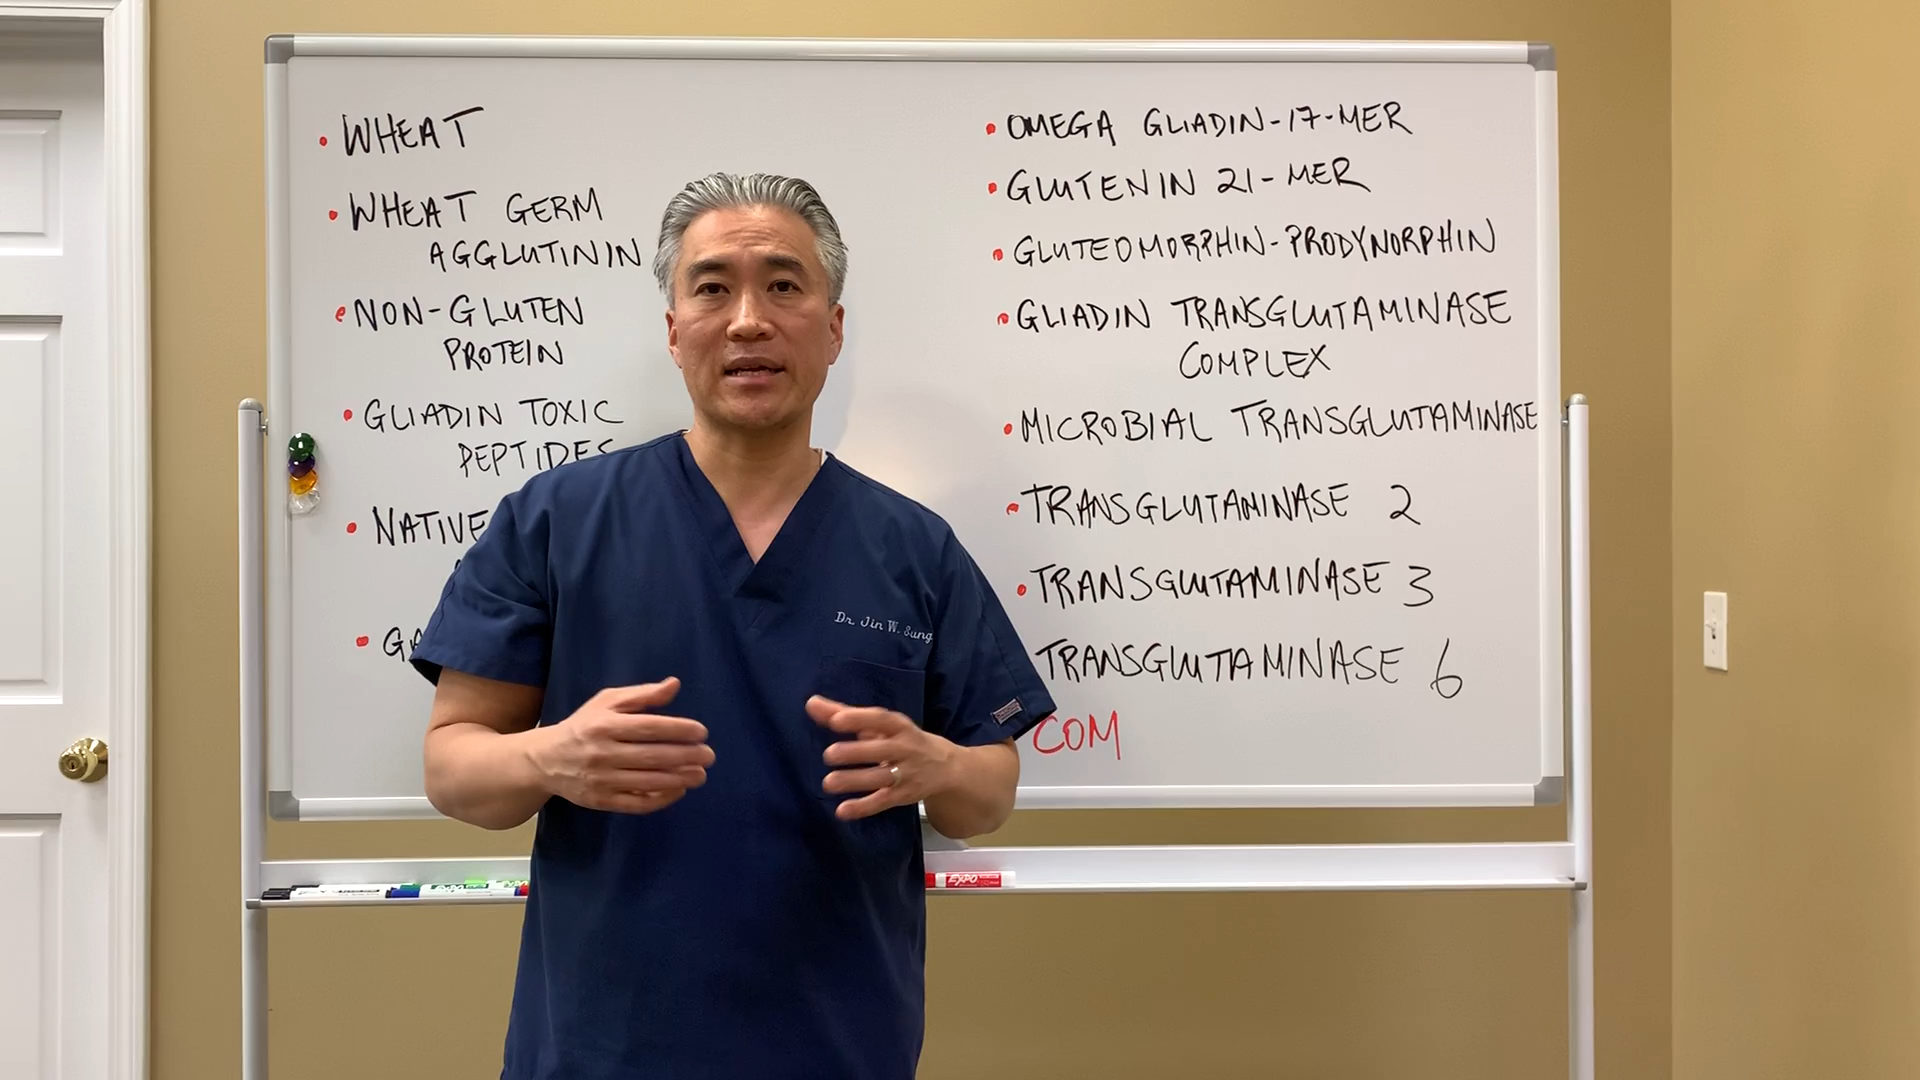 WHEAT
WHEAT GERM
AGGLUTININ
NON-GLUTEN
PROTEIN
GLIADIN TOXIC
PEPTIDES
NATIVE
OMEGA GLIADIN-17-MER
GLUTENIN 21-MER
GLUTEOMORPHIN-PRODYNORPHIN
GLIADIN TRANSGLUTAMINASE
COMPLEX
MICROBIAL TRANSGLUTAMINASE
TRANSGLUTAMINASE 2
TRANSGLUTAMINASE 3
TRANSGLUTAMINASE 6
COM
Dr. Jin W. Sung
EXPO
EXPO